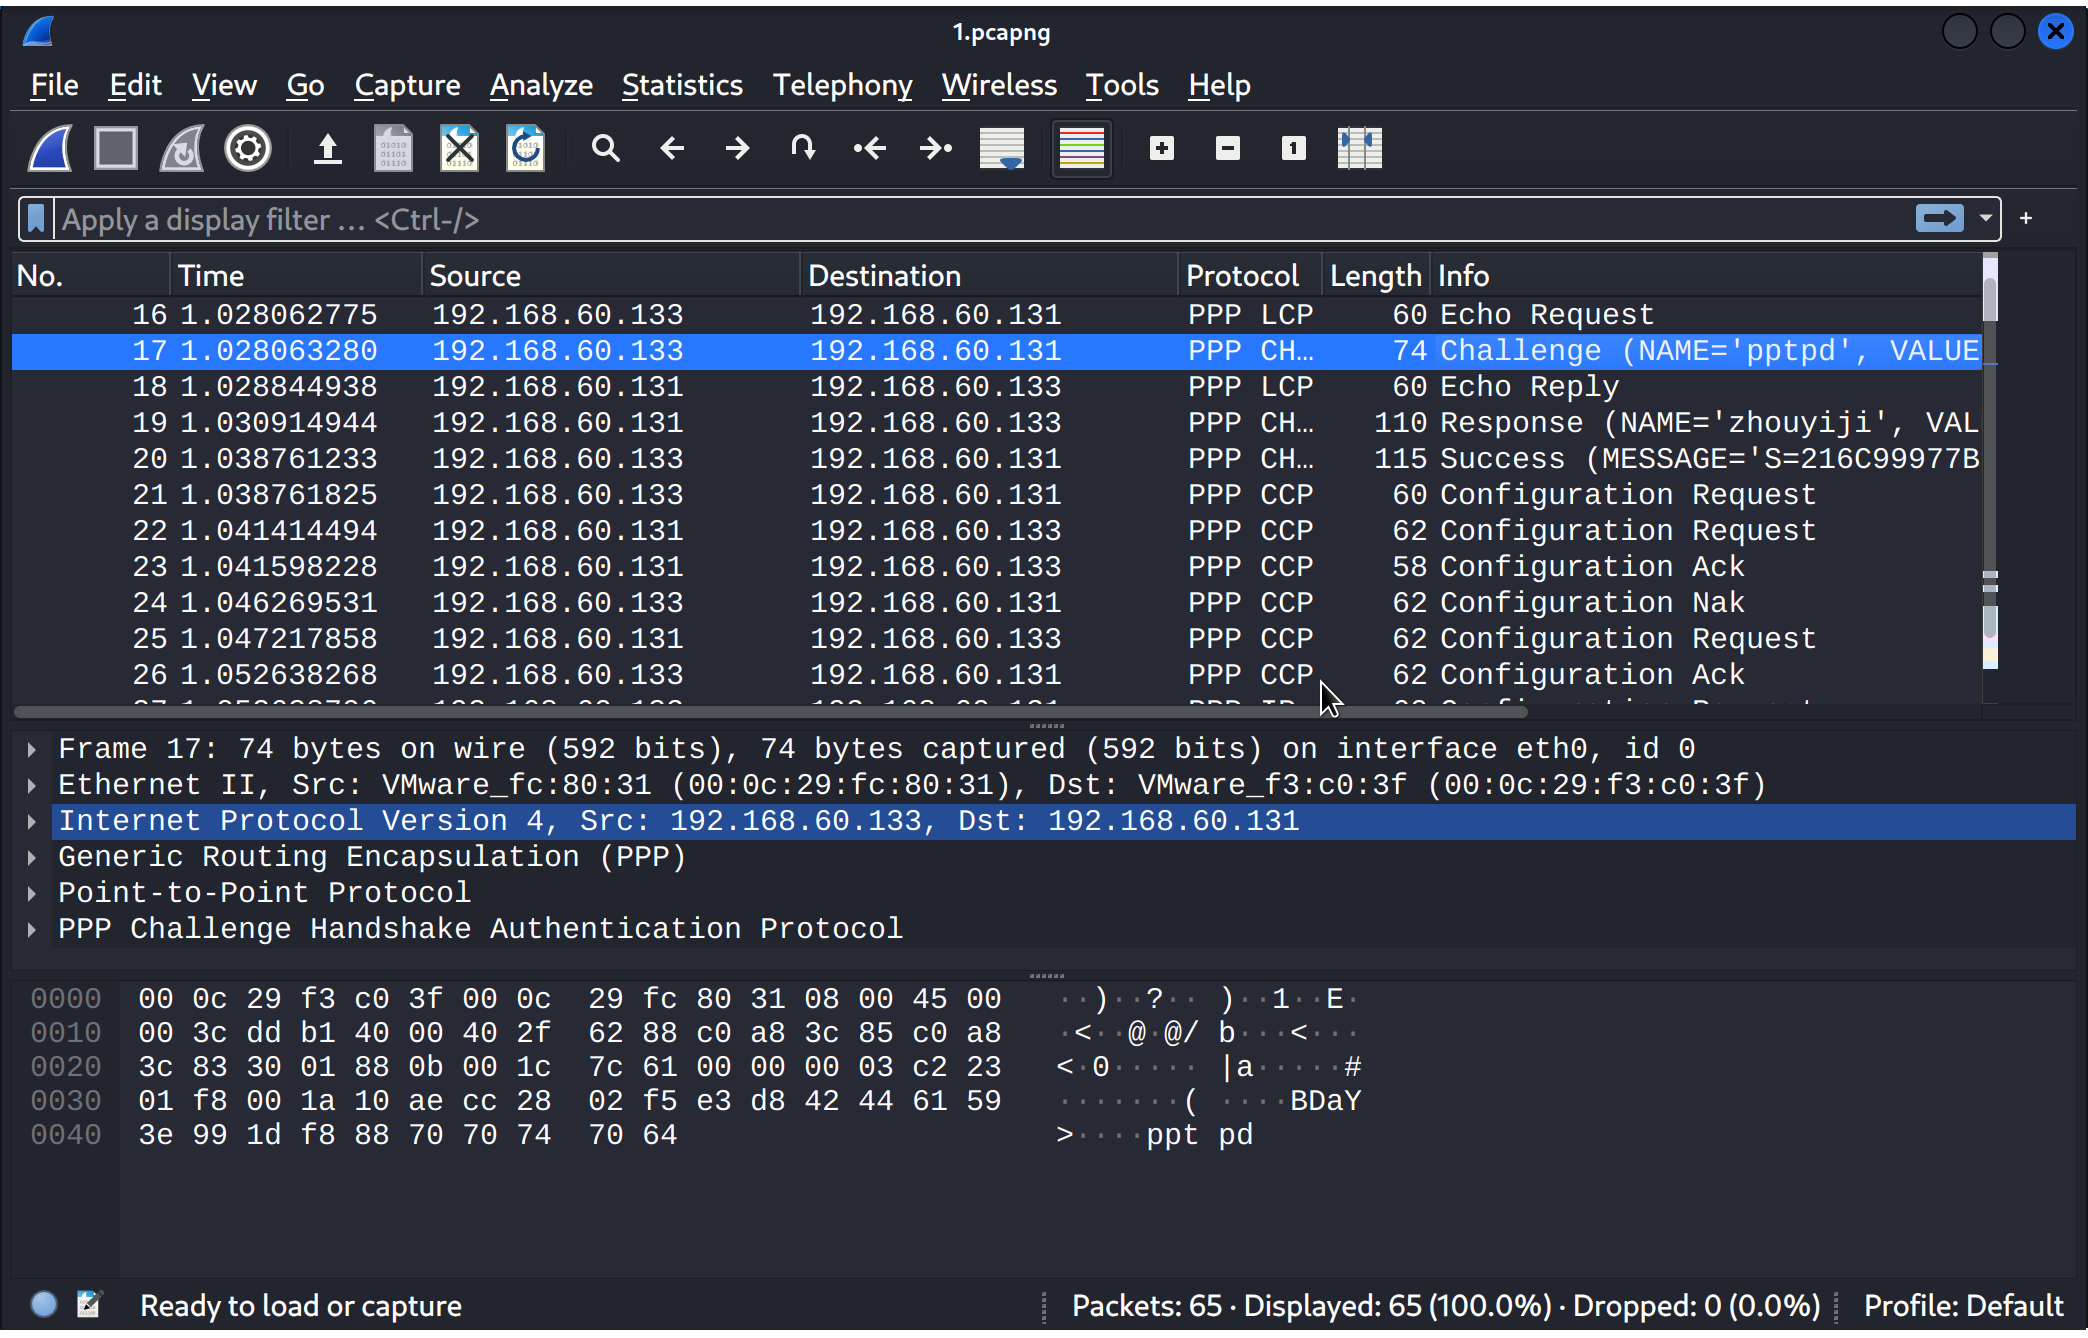 1.pcapng
File Edit View Go Capture Analyze Statistics Telephony Wireless Tools Help
Apply a display filter … <Ctrl-/>
+
No. Time Source Destination Protocol Length Info
16 1.028062775 192.168.60.133 192.168.60.131 PPP LCP 60 Echo Request
17 1.028063280 192.168.60.133 192.168.60.131 PPP CH… 74 Challenge (NAME='pptpd', VALUE
18 1.028844938 192.168.60.131 192.168.60.133 PPP LCP 60 Echo Reply
19 1.030914944 192.168.60.131 192.168.60.133 PPP CH… 110 Response (NAME='zhouyiji', VAL
20 1.038761233 192.168.60.133 192.168.60.131 PPP CH… 115 Success (MESSAGE='S=216C99977B
21 1.038761825 192.168.60.133 192.168.60.131 PPP CCP 60 Configuration Request
22 1.041414494 192.168.60.131 192.168.60.133 PPP CCP 62 Configuration Request
23 1.041598228 192.168.60.131 192.168.60.133 PPP CCP 58 Configuration Ack
24 1.046269531 192.168.60.133 192.168.60.131 PPP CCP 62 Configuration Nak
25 1.047217858 192.168.60.131 192.168.60.133 PPP CCP 62 Configuration Request
26 1.052638268 192.168.60.133 192.168.60.131 PPP CCP 62 Configuration Ack
Frame 17: 74 bytes on wire (592 bits), 74 bytes captured (592 bits) on interface eth0, id 0
Ethernet II, Src: VMware_fc:80:31 (00:0c:29:fc:80:31), Dst: VMware_f3:c0:3f (00:0c:29:f3:c0:3f)
Internet Protocol Version 4, Src: 192.168.60.133, Dst: 192.168.60.131
Generic Routing Encapsulation (PPP)
Point-to-Point Protocol
PPP Challenge Handshake Authentication Protocol
0000 00 0c 29 f3 c0 3f 00 0c 29 fc 80 31 08 00 45 00 ··)··?·· )··1··E·
0010 00 3c dd b1 40 00 40 2f 62 88 c0 a8 3c 85 c0 a8 ·<··@·@/ b···<···
0020 3c 83 30 01 88 0b 00 1c 7c 61 00 00 00 03 c2 23 <·0····· |a·····#
0030 01 f8 00 1a 10 ae cc 28 02 f5 e3 d8 42 44 61 59 ·······( ····BDaY
0040 3e 99 1d f8 88 70 70 74 70 64 >····ppt pd
Ready to load or capture
Packets: 65 · Displayed: 65 (100.0%) · Dropped: 0 (0.0%)
Profile: Default